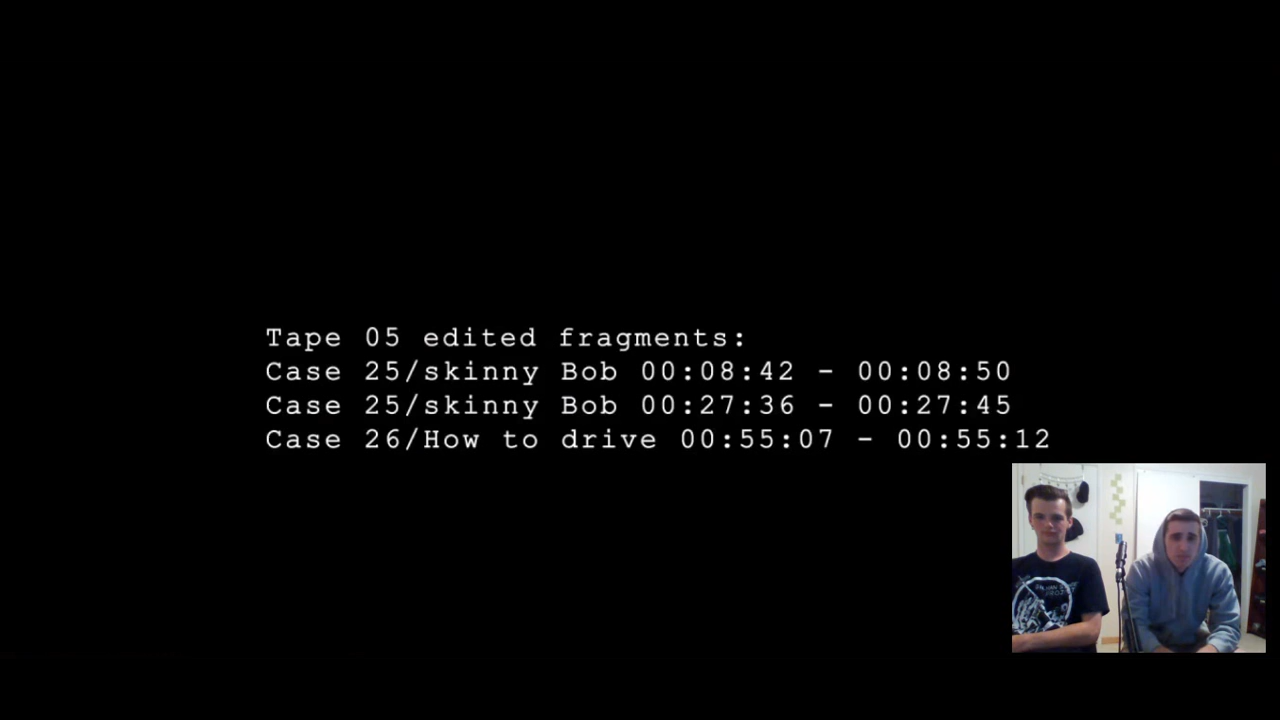 Tape 05 edited fragments:
Case 25/skinny Bob 00:08:42 - 00:08:50
Case 25/skinny Bob 00:27:36 - 00:27:45
Case 26/How to drive 00:55:07 - 00:55:12